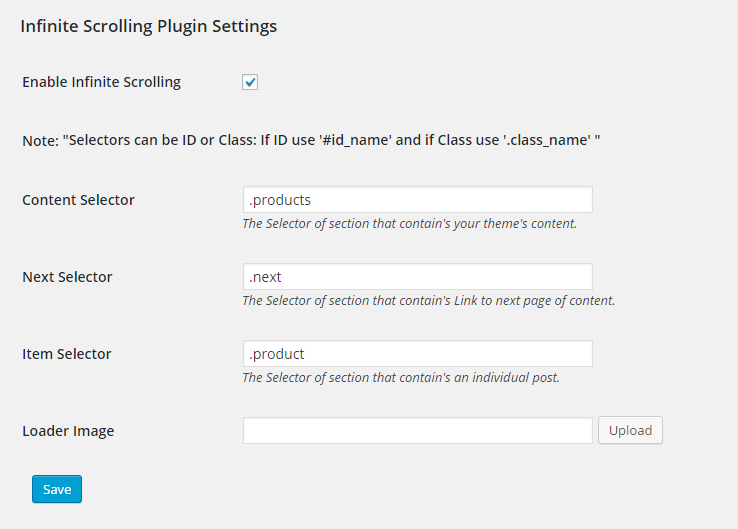 Infinite Scrolling Plugin Settings
Enable Infinite Scrolling
Note: "Selectors can be ID or Class: If ID use '#id_name' and if Class use '.class_name' "
Content Selector
.products
The Selector of section that contain's your theme's content.
Next Selector
.next
The Selector of section that contain's Link to next page of content.
Item Selector
.product
The Selector of section that contain's an individual post.
Loader Image
Upload
Save